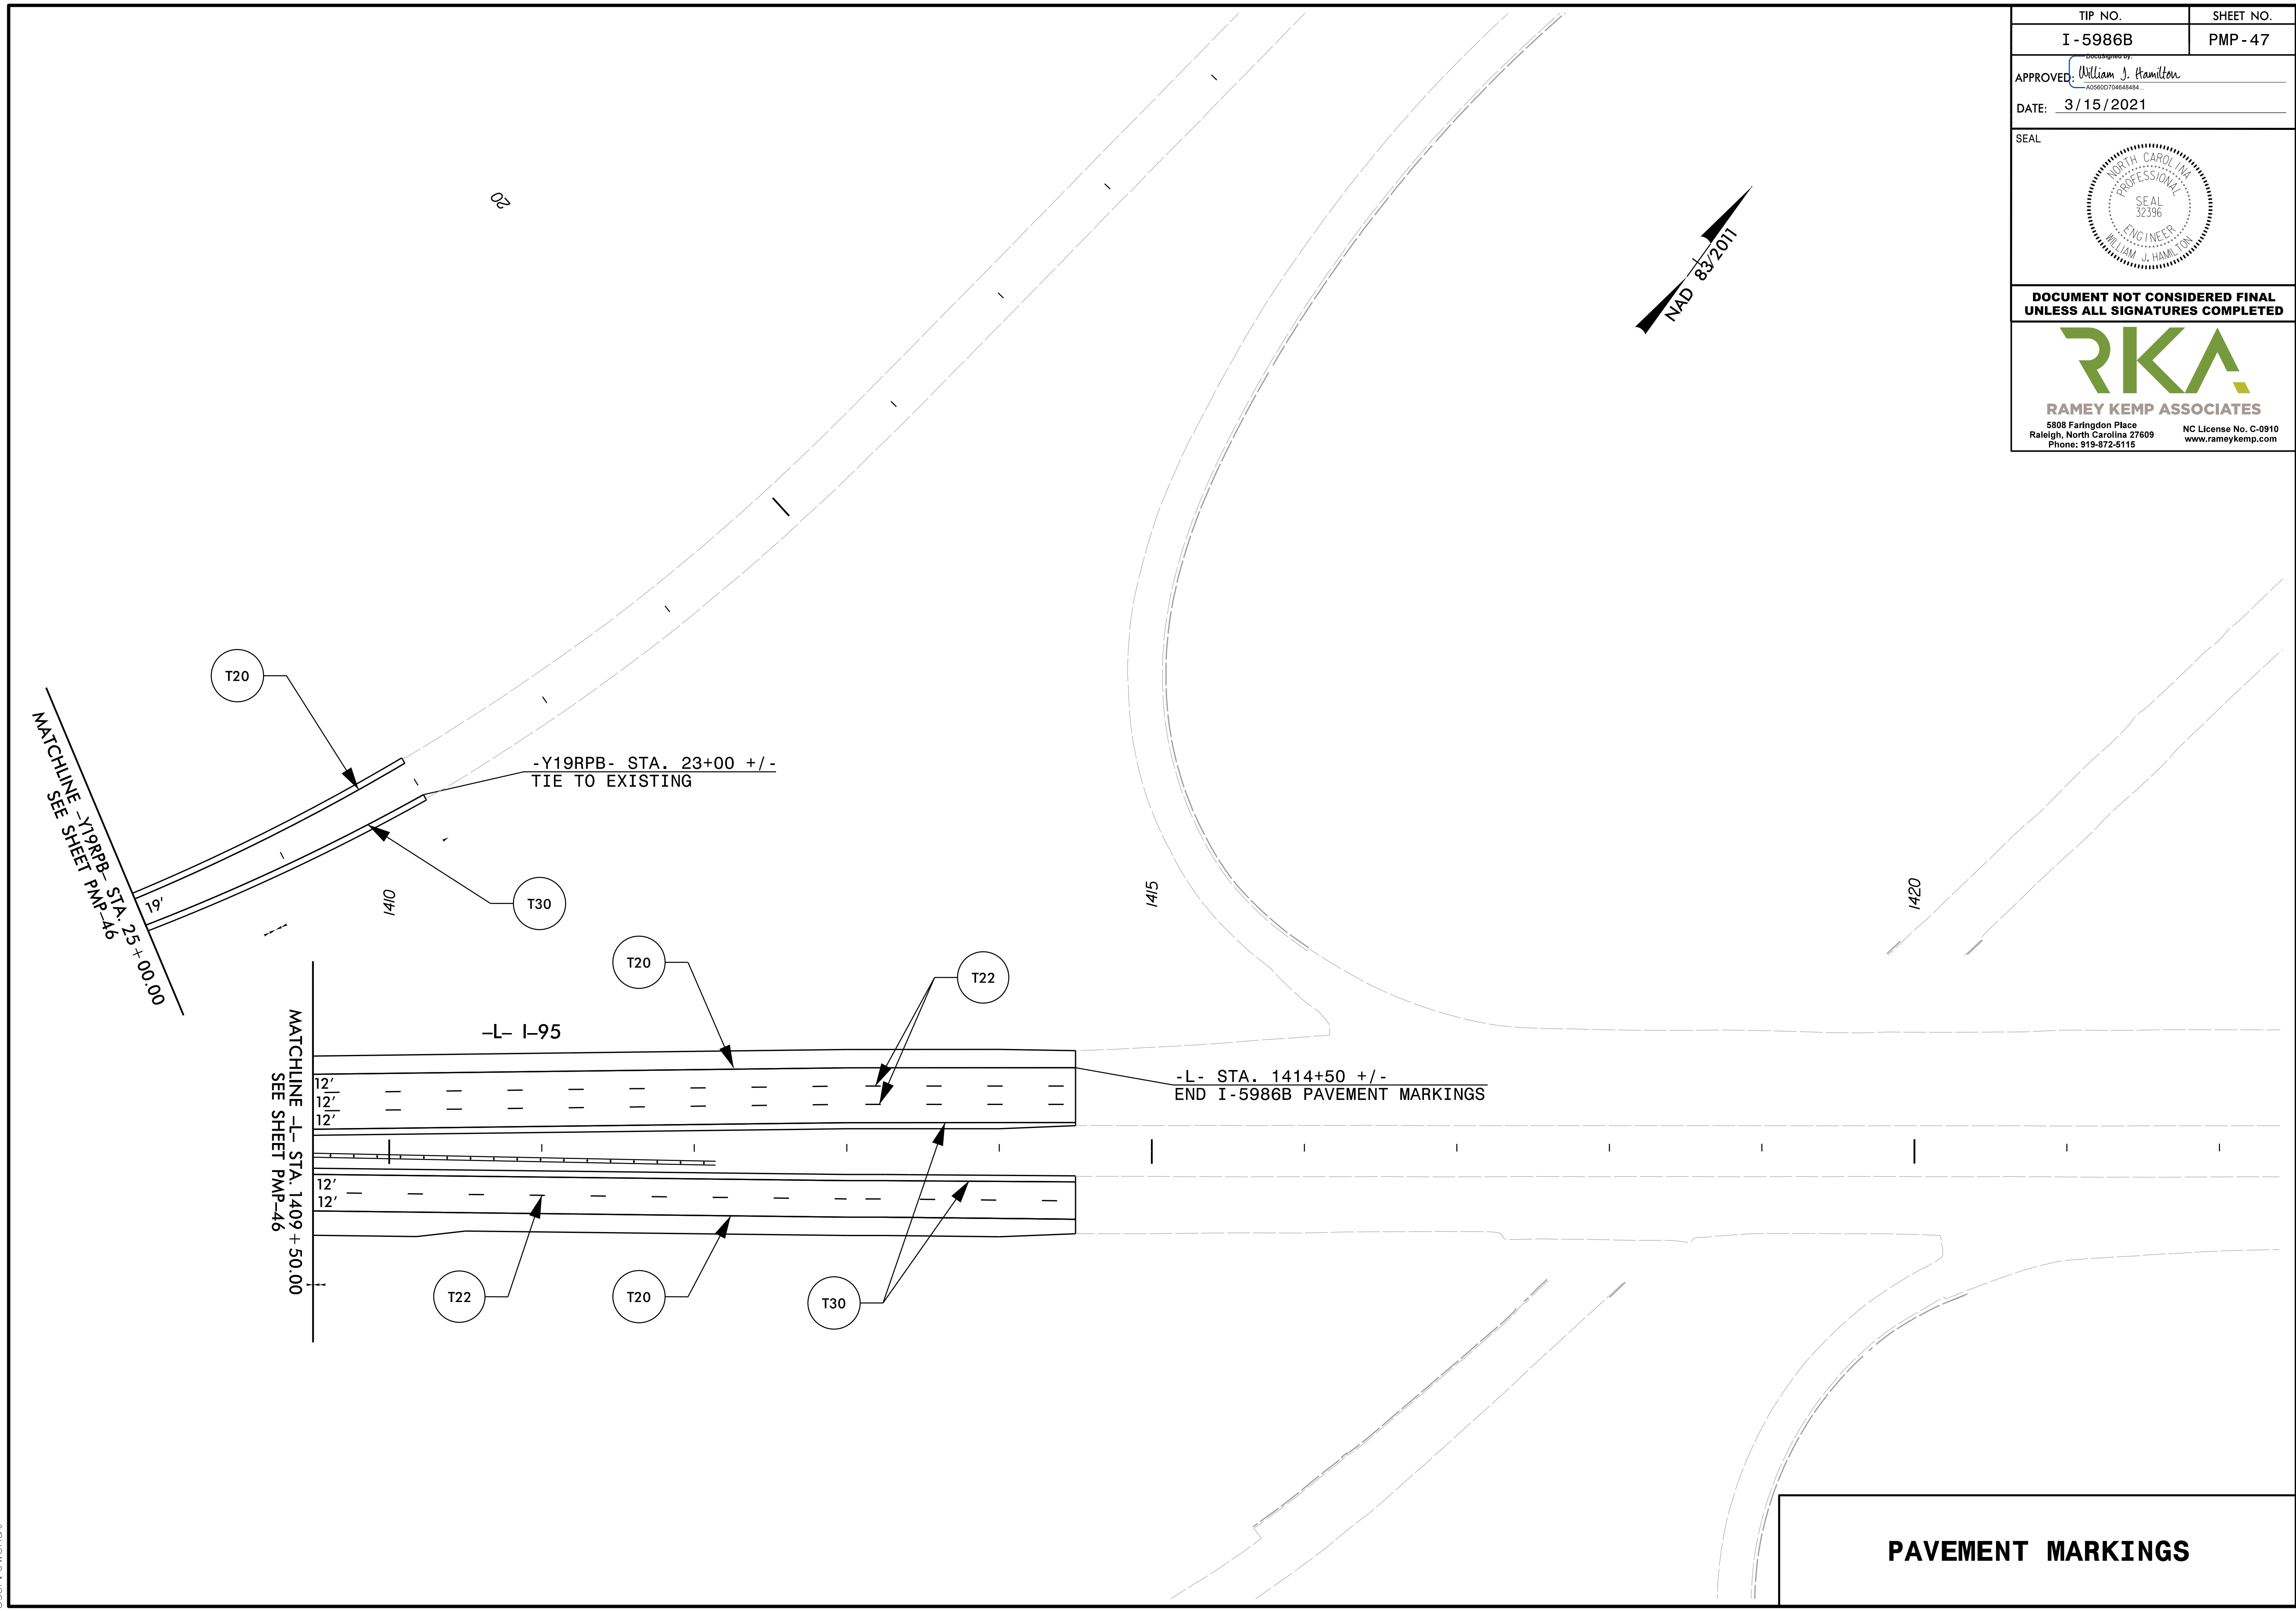 TIP NO.
SHEET NO.
I-5986B
PMP-47
DocuSigned by:
APPROVED: William J. Hamilton
A0560D704648484...
DATE: 3/15/2021
SEAL
NORTH CAROLINA
PROFESSIONAL
SEAL
32396
ENGINEER
WILLIAM J. HAMILTON
DOCUMENT NOT CONSIDERED FINAL
UNLESS ALL SIGNATURES COMPLETED
RKA
RAMEY KEMP ASSOCIATES
5808 Faringdon Place
Raleigh, North Carolina 27609
Phone: 919-872-5115
NC License No. C-0910
www.rameykemp.com
20
NAD 83/2011
T20
-Y19RPB- STA. 23+00 +/-
TIE TO EXISTING
MATCHLINE -Y19RPB- STA. 25+00.00
SEE SHEET PMP-46
19'
T30
1410
1415
1420
T20
T22
-L- I-95
MATCHLINE -L- STA. 1409+50.00
SEE SHEET PMP-46
12'
12'
12'
-L- STA. 1414+50 +/-
END I-5986B PAVEMENT MARKINGS
12'
12'
T22
T20
T30
PAVEMENT MARKINGS